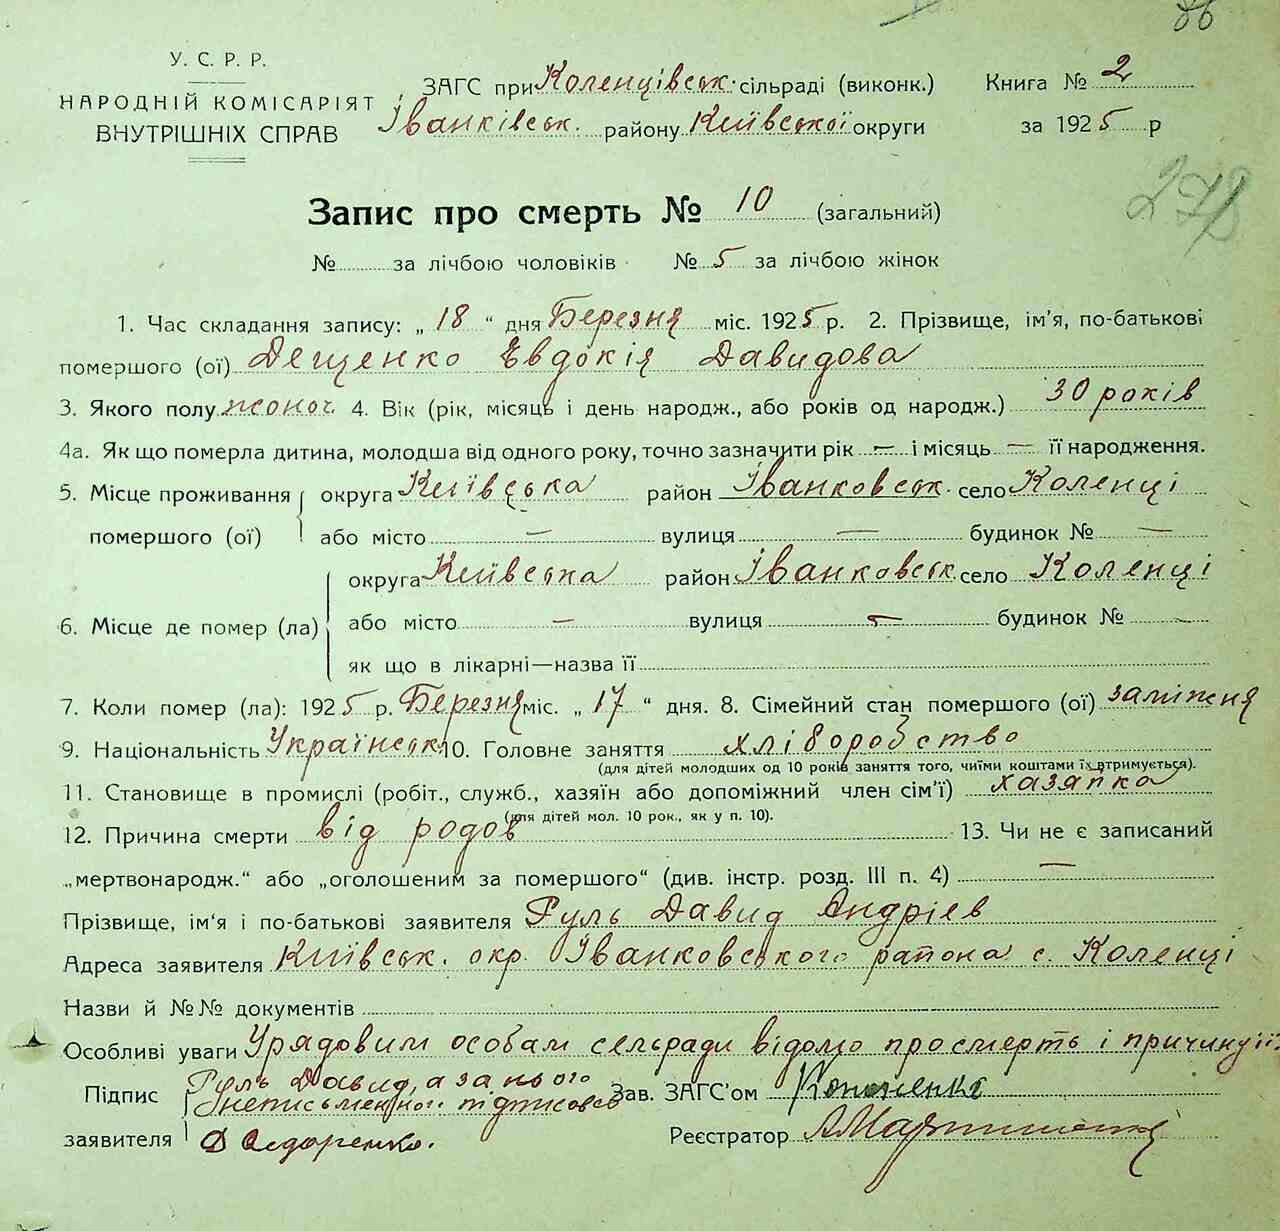 86
У. С. Р. Р.
НАРОДНІЙ КОМІСАРІЯТ
ВНУТРІШНІХ СПРАВ
ЗАГС при Коленцівськ. сільраді (виконк.) Книга № 2
Іванківськ. району Київської округи за 1925 р
278
Запис про смерть № 10 (загальний)
№ за лічбою чоловіків № 5 за лічбою жінок
1. Час складання запису: „ 18 “ дня Березня міс. 1925 р. 2. Прізвище, ім’я, по-батькові
помершого (ої) Дещенко Евдокія Давидова
3. Якого полу жоноч. 4. Вік (рік, місяць і день народж., або років од народж.) 30 років
4а. Як що померла дитина, молодша від одного року, точно зазначити рік — і місяць — її народження.
5. Місце проживання округа Київська район Іванковськ. село Коленці
помершого (ої) або місто — вулиця — будинок № —
округа Київська район Іванковськ. село Коленці
6. Місце де помер (ла) або місто — вулиця — будинок № —
як що в лікарні—назва її
7. Коли помер (ла): 1925 р. Березня міс. „ 17 “ дня. 8. Сімейний стан помершого (ої) заміжня
9. Національність Українськ. 10. Головне заняття хліборобство
(для дітей молодших од 10 років заняття того, чиїми коштами їх втримується).
11. Становище в промислі (робіт., служб., хазяїн або допоміжний член сім’ї) хазяїка
(для дітей мол. 10 рок., як у п. 10).
12. Причина смерти від родов 13. Чи не є записаний
„мертвонародж.“ або „оголошеним за помершого“ (див. інстр. розд. III п. 4) —
Прізвище, ім‘я і по-батькові заявителя Руль Давид Андріев
Адреса заявителя Київськ. окр. Іванковського района с. Коленці
Назви й №№ документів
Особливі уваги Урядовим особам сельради відомо про смерть і причину її.
Підпис Руль Давид, а за нього Зав. ЗАГС’ом Кононенко
неписьменного підписався
заявителя Сидоренко. Реєстратор